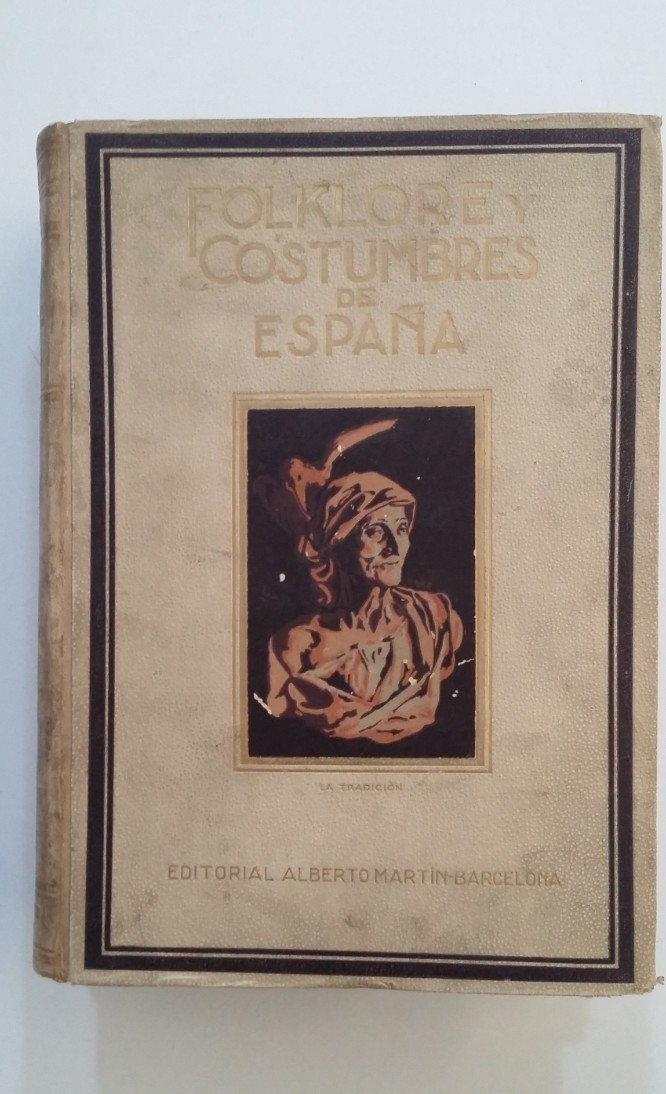 FOLKLORE Y
COSTUMBRES
DE
ESPAÑA
LA TRADICIÓN
EDITORIAL ALBERTO MARTÍN-BARCELONA